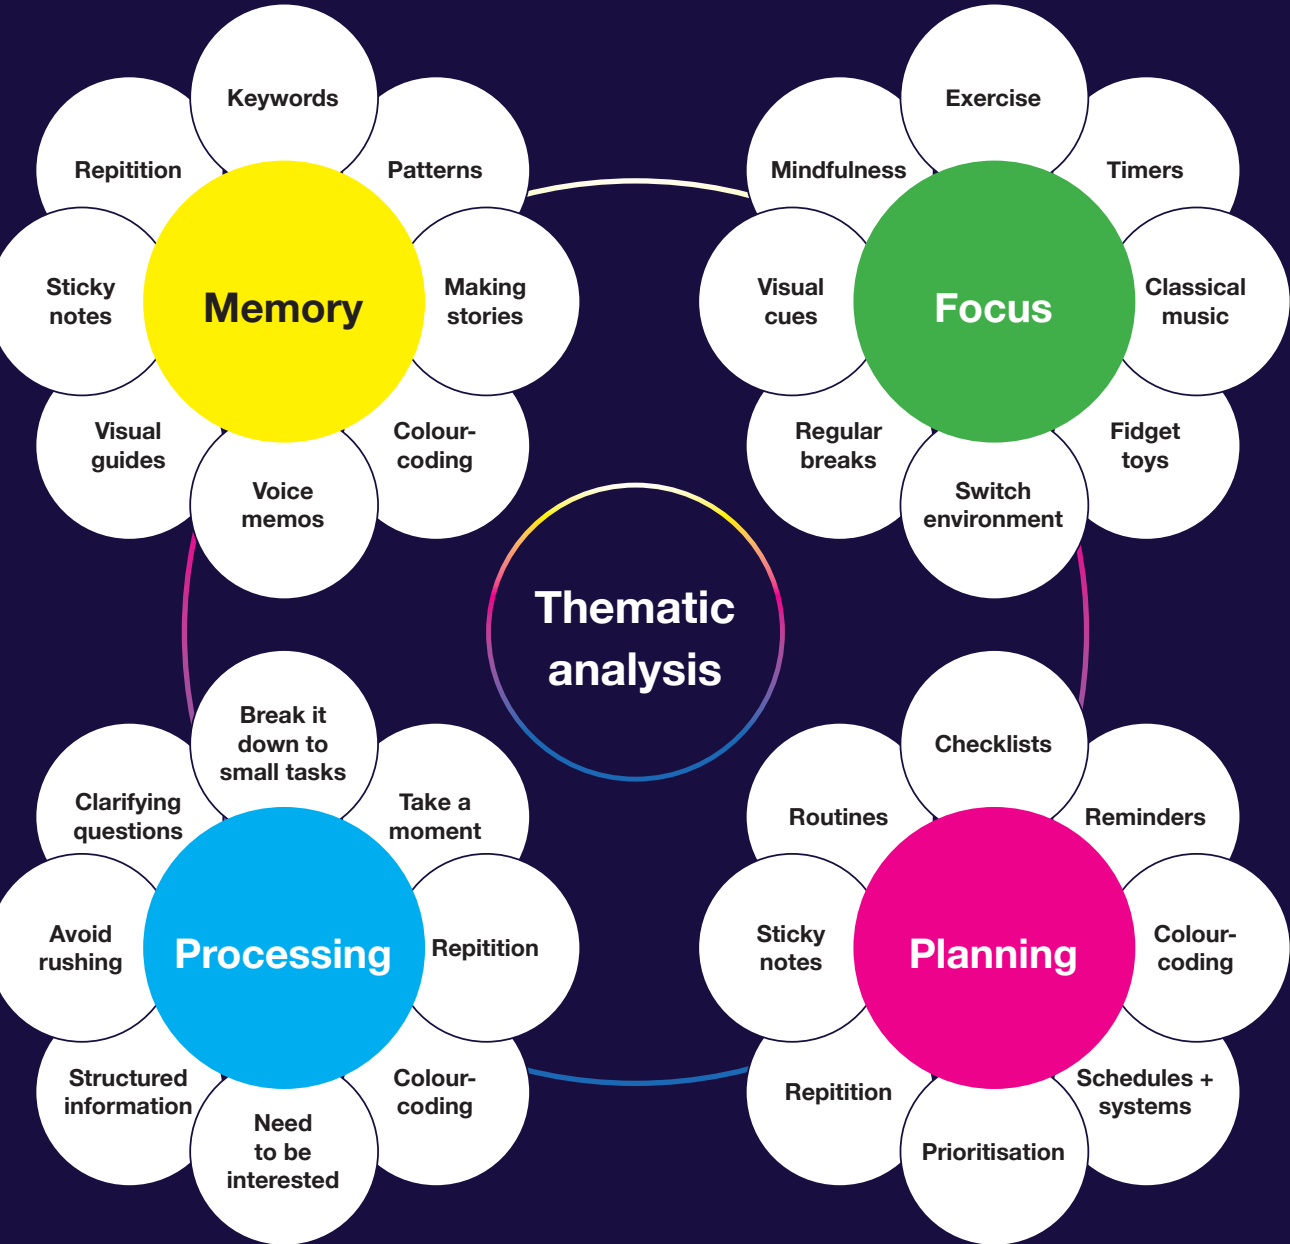 Keywords
Repitition
Patterns
Sticky
notes
Memory
Making
stories
Visual
guides
Colour-
coding
Voice
memos
Exercise
Mindfulness
Timers
Visual
cues
Focus
Classical
music
Regular
breaks
Fidget
toys
Switch
environment
Thematic
analysis
Break it
down to
small tasks
Clarifying
questions
Take a
moment
Avoid
rushing
Processing
Repitition
Structured
information
Colour-
coding
Need
to be
interested
Checklists
Routines
Reminders
Sticky
notes
Planning
Colour-
coding
Repitition
Schedules +
systems
Prioritisation